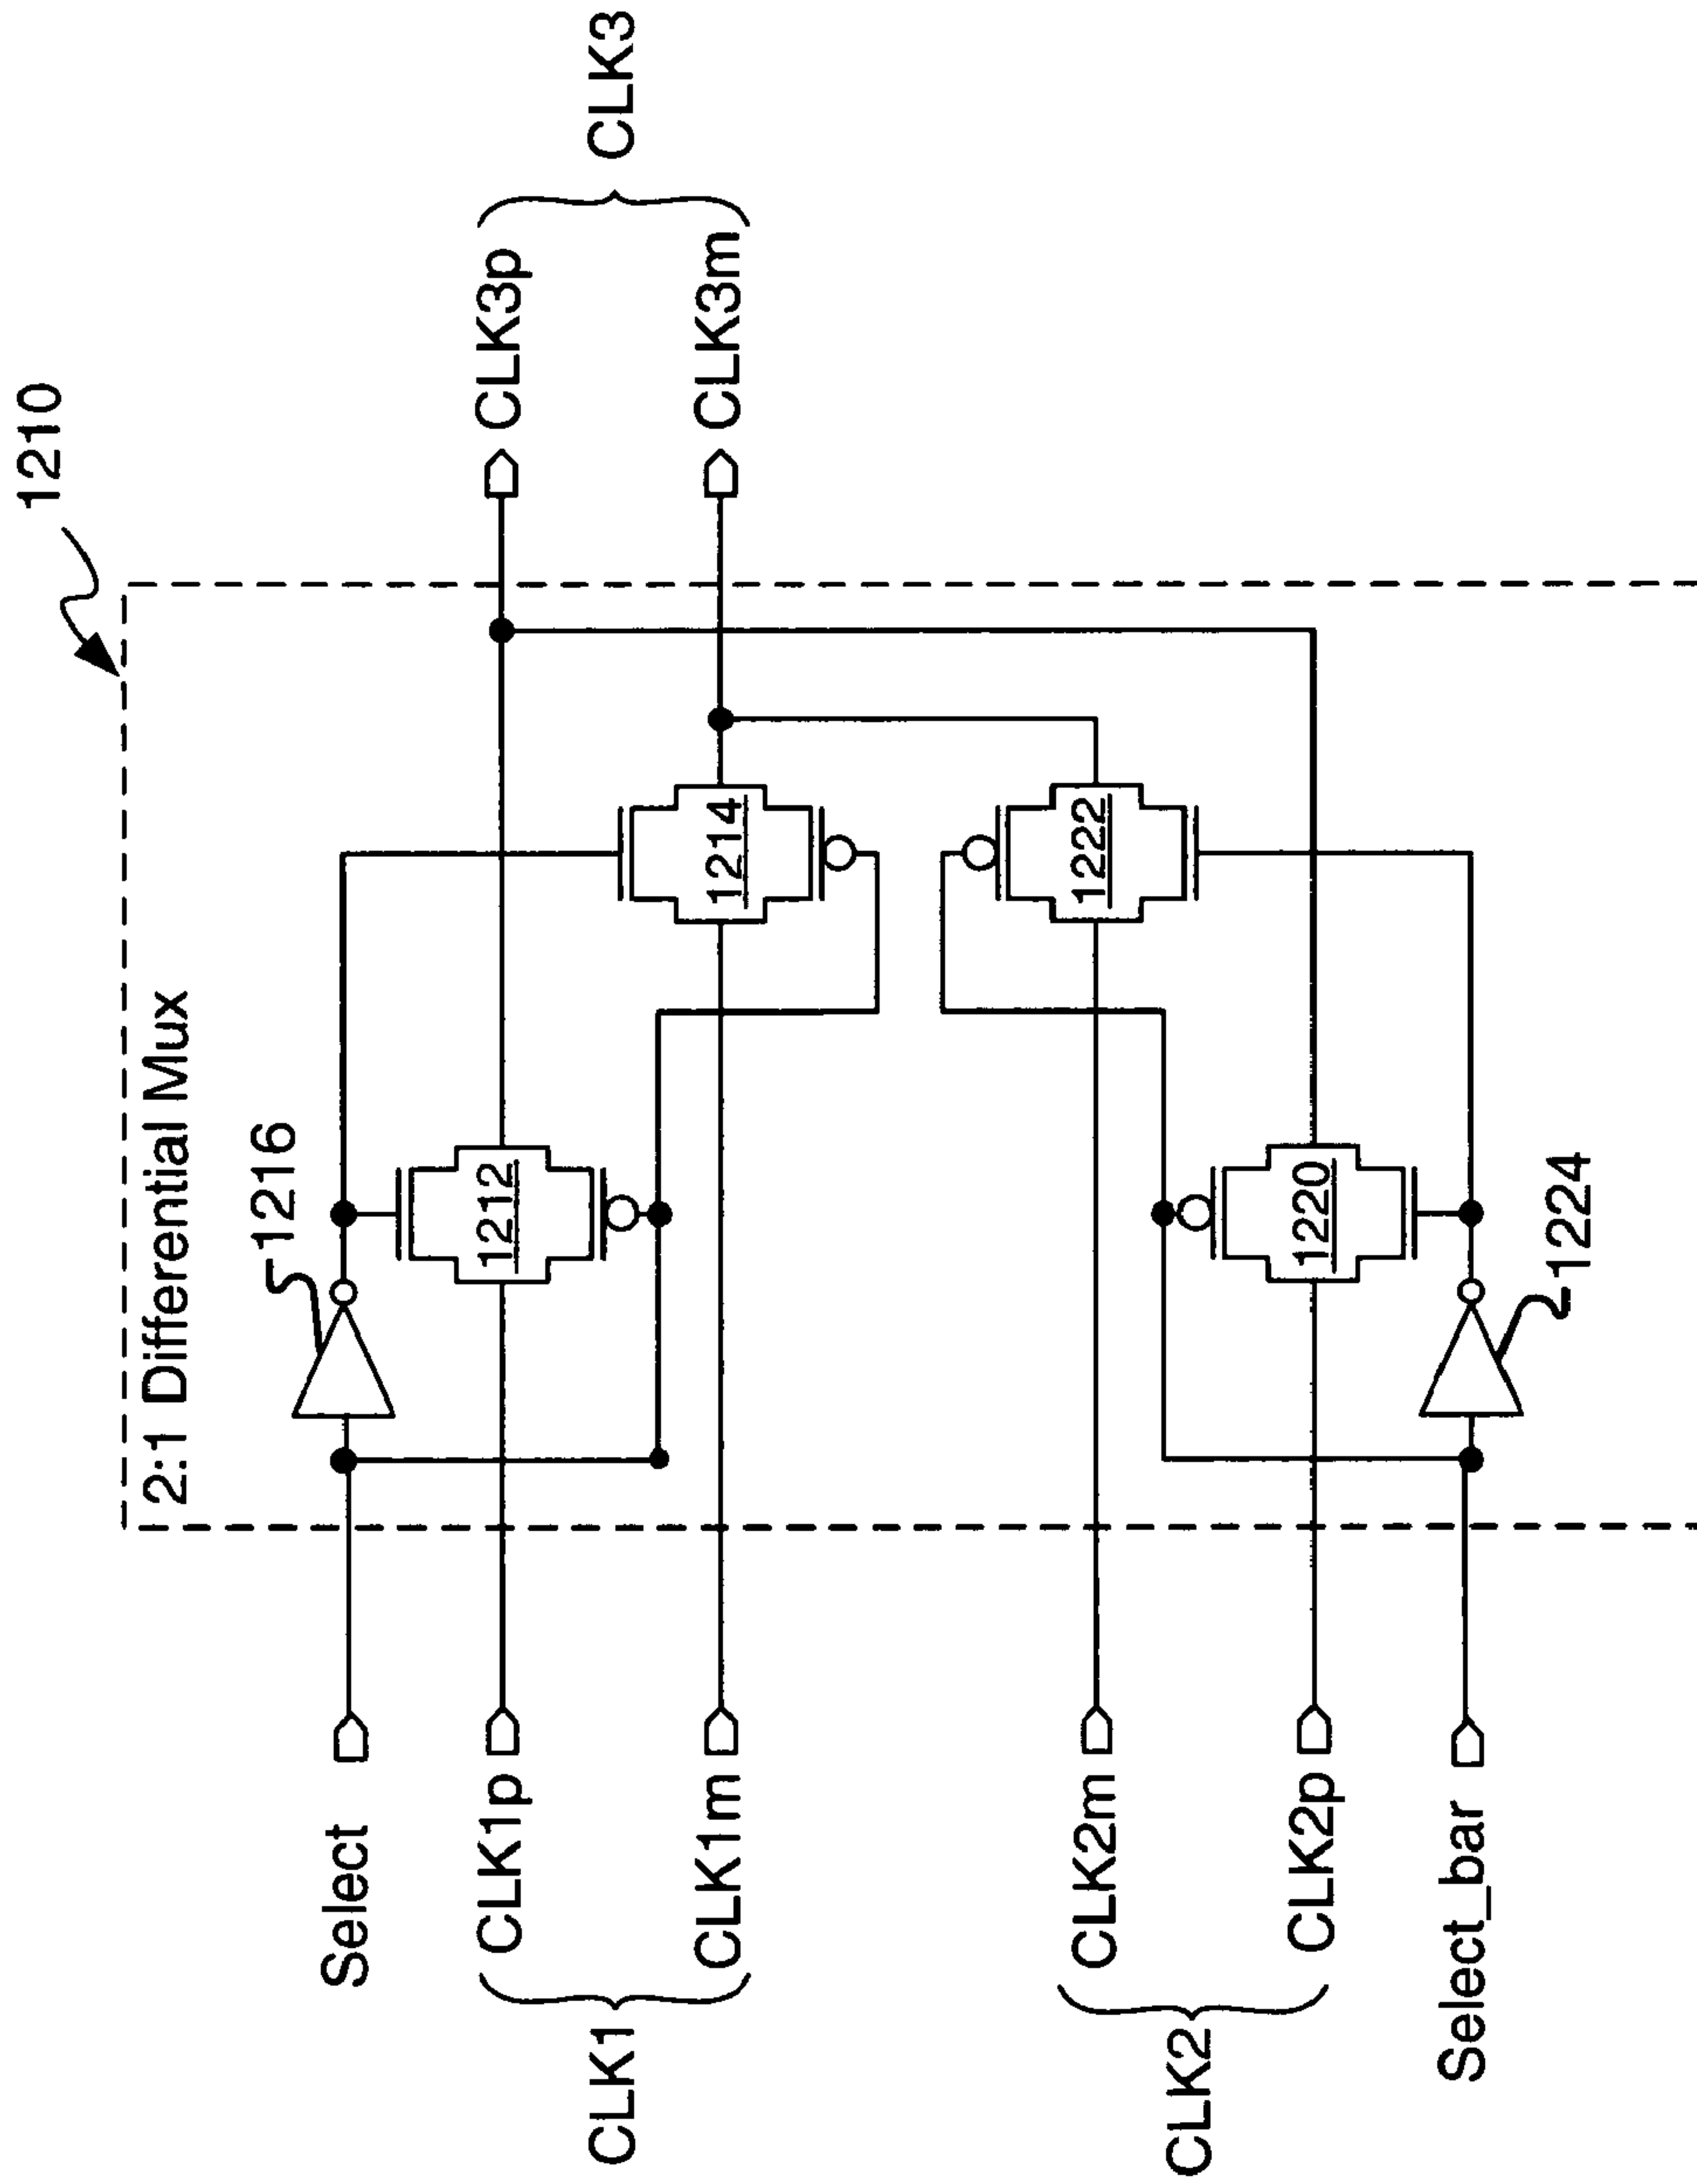 1210
2:1 Differential Mux
1216
Select
CLK1p
1212
CLK3p
CLK1
CLK3
CLK1m
1214
CLK3m
CLK2m
1222
CLK2
CLK2p
1220
Select_bar
1224